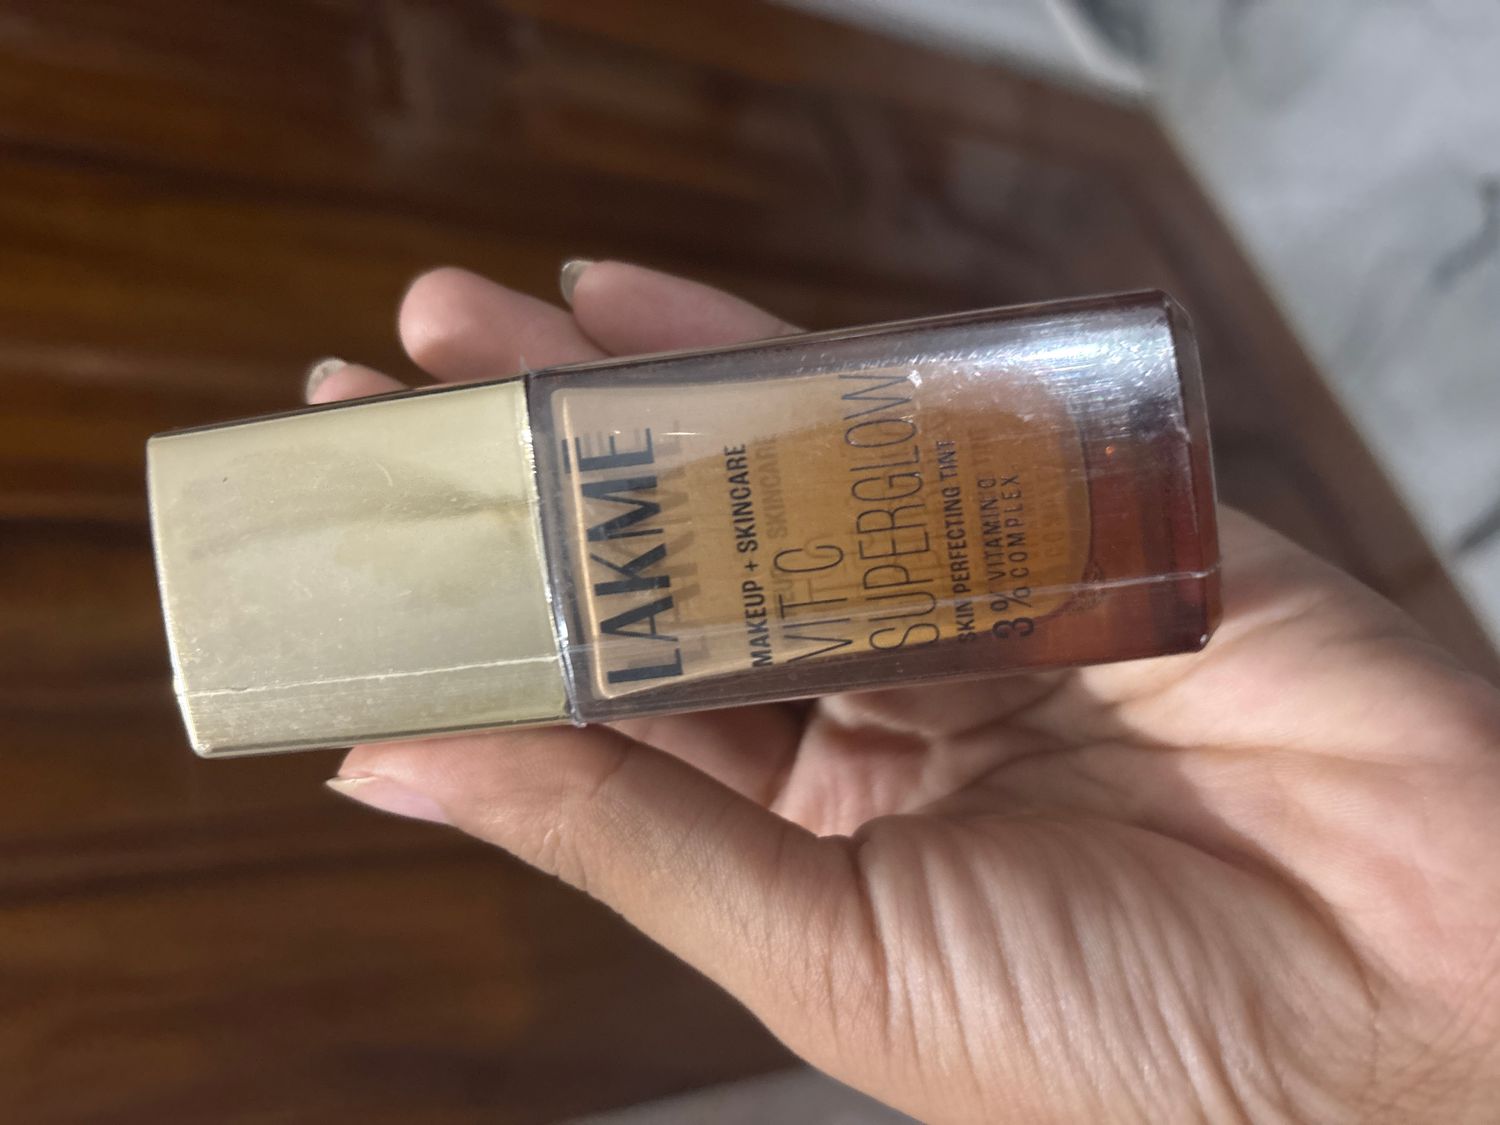 LAKMĒ
MAKEUP + SKINCARE
VIT C
SUPERGLOW
SKIN PERFECTING TINT
3% VITAMIN C
COMPLEX